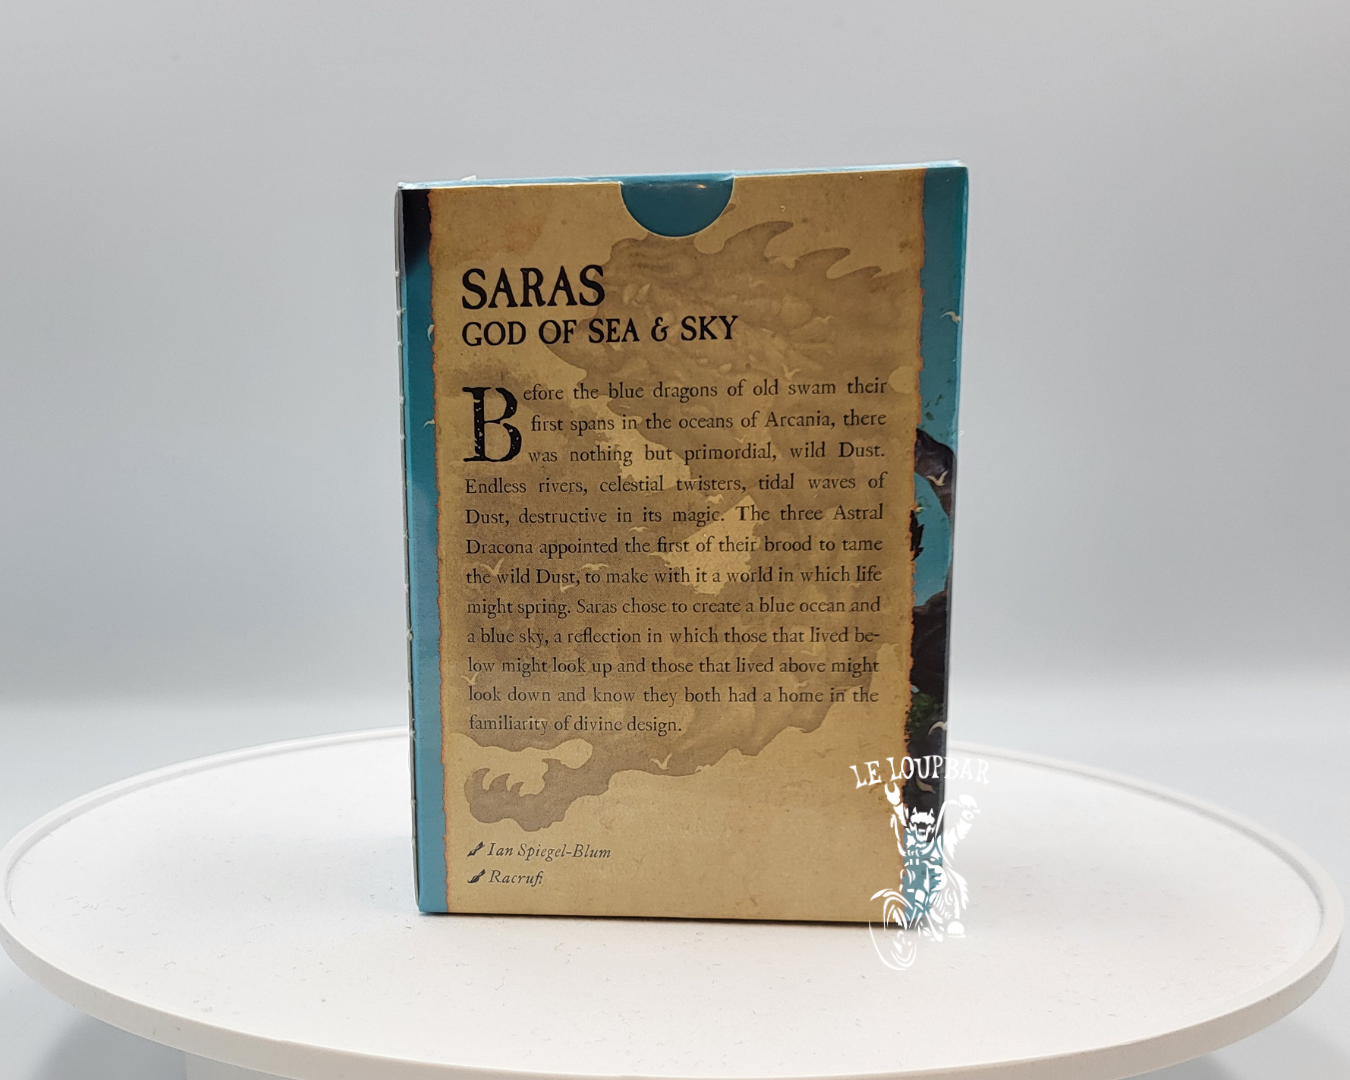 SARAS
GOD OF SEA & SKY
Before the blue dragons of old swam their
first spans in the oceans of Arcania, there
was nothing but primordial, wild Dust.
Endless rivers, celestial twisters, tidal waves of
Dust, destructive in its magic. The three Astral
Dracona appointed the first of their brood to tame
the wild Dust, to make with it a world in which life
might spring. Saras chose to create a blue ocean and
a blue sky, a reflection in which those that lived be-
low might look up and those that lived above might
look down and know they both had a home in the
familiarity of divine design.
Ian Spiegel-Blum
Racrufi
LE LOUPBAR